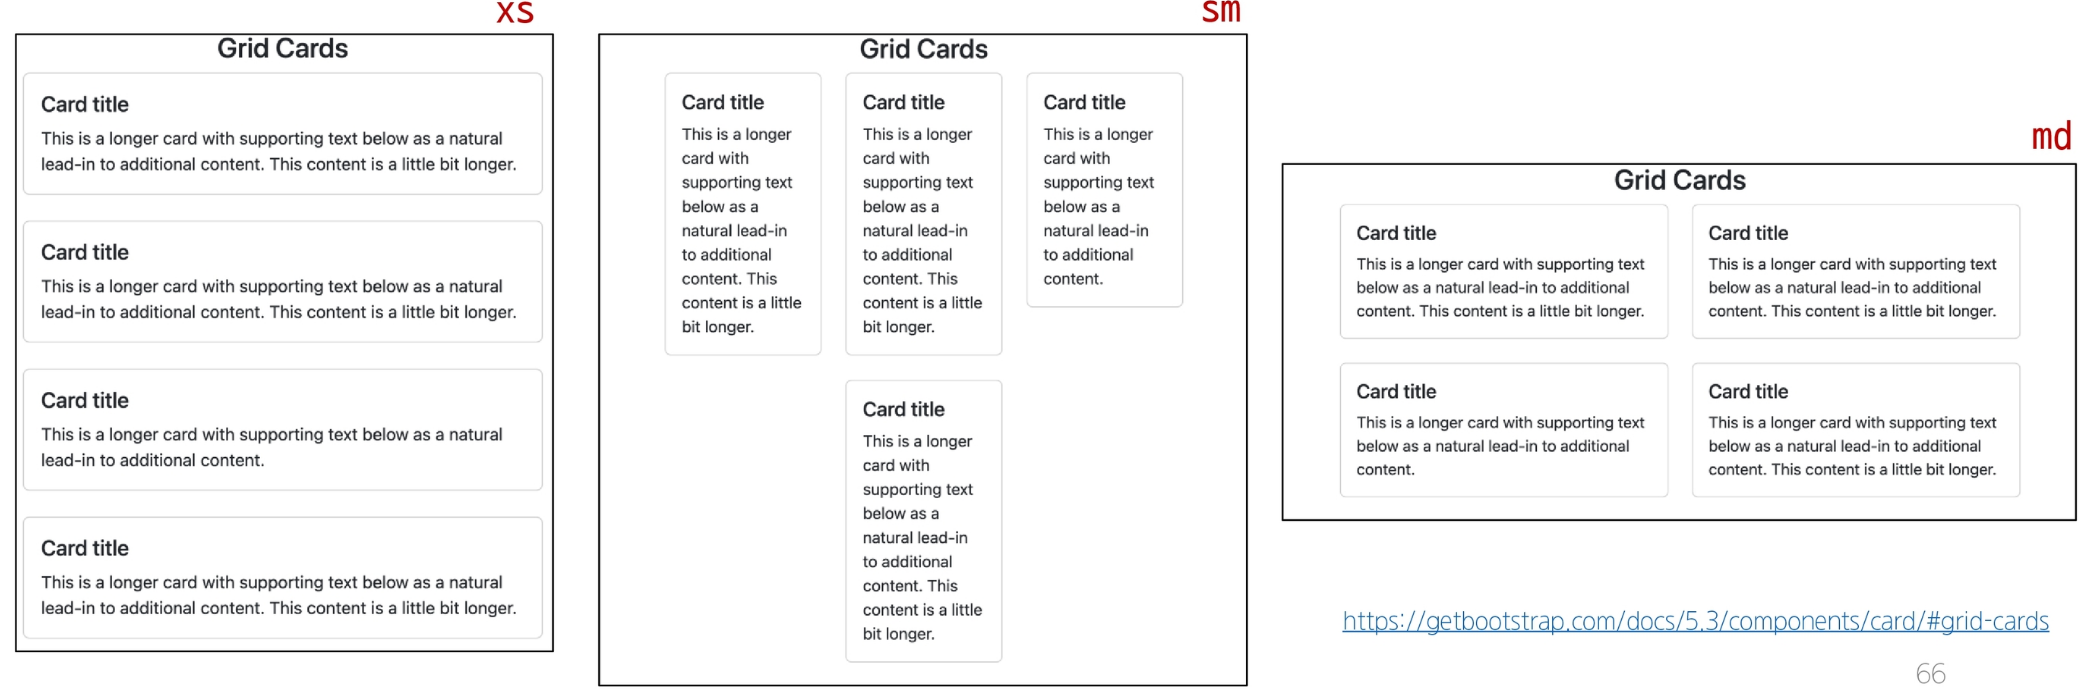 xs
Grid Cards
Card title
This is a longer card with supporting text below as a natural
lead-in to additional content. This content is a little bit longer.
Card title
This is a longer card with supporting text below as a natural
lead-in to additional content. This content is a little bit longer.
Card title
This is a longer card with supporting text below as a natural
lead-in to additional content.
Card title
This is a longer card with supporting text below as a natural
lead-in to additional content. This content is a little bit longer.
sm
Grid Cards
Card title
This is a longer
card with
supporting text
below as a
natural lead-in
to additional
content. This
content is a little
bit longer.
Card title
This is a longer
card with
supporting text
below as a
natural lead-in
to additional
content. This
content is a little
bit longer.
Card title
This is a longer
card with
supporting text
below as a
natural lead-in
to additional
content.
Card title
This is a longer
card with
supporting text
below as a
natural lead-in
to additional
content. This
content is a little
bit longer.
md
Grid Cards
Card title
This is a longer card with supporting text
below as a natural lead-in to additional
content. This content is a little bit longer.
Card title
This is a longer card with supporting text
below as a natural lead-in to additional
content. This content is a little bit longer.
Card title
This is a longer card with supporting text
below as a natural lead-in to additional
content.
Card title
This is a longer card with supporting text
below as a natural lead-in to additional
content. This content is a little bit longer.
https://getbootstrap.com/docs/5.3/components/card/#grid-cards
66